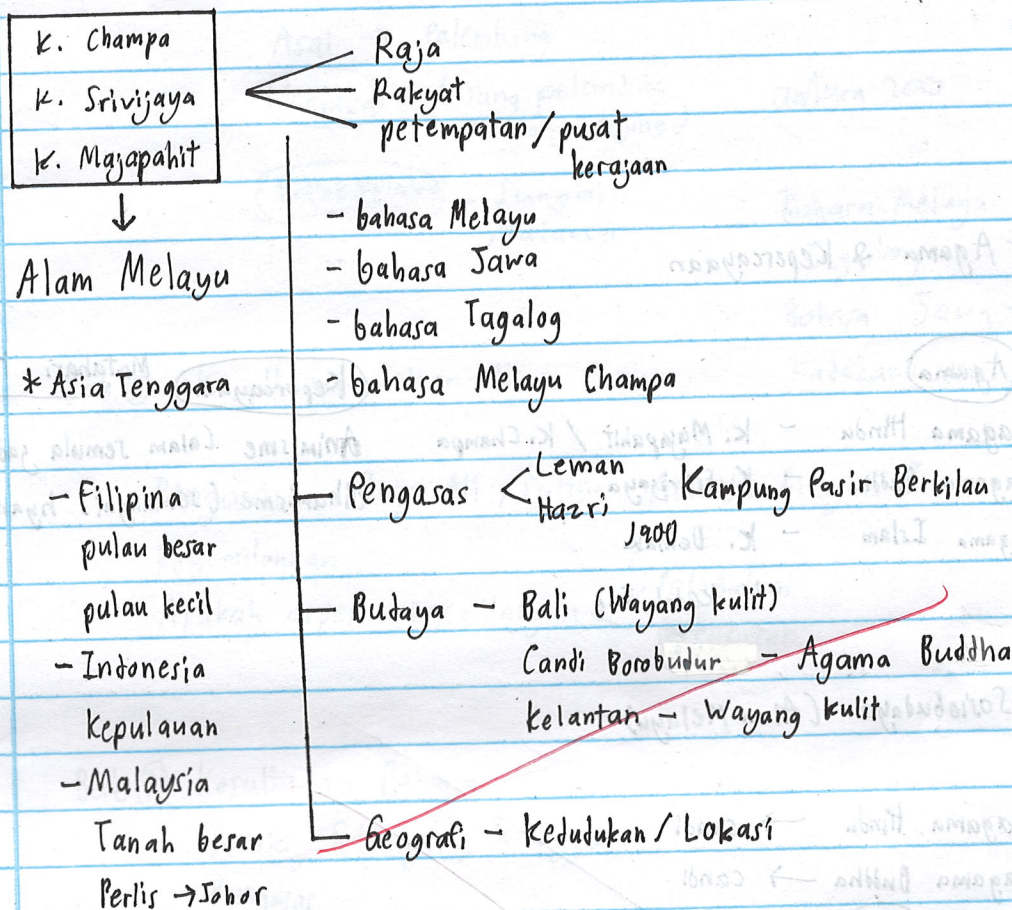 K. Champa
K. Srivijaya
K. Majapahit
Raja
Rakyat
petempatan / pusat
kerajaan
↓
Alam Melayu
* Asia Tenggara
- Filipina
pulau besar
pulau kecil
- Indonesia
Kepulauan
- Malaysia
Tanah besar
Perlis → Johor
- bahasa Melayu
- bahasa Jawa
- bahasa Tagalog
- bahasa Melayu Champa
Pengasas < Leman Kampung Pasir Berkilau
Hazri
1900
Budaya - Bali (Wayang kulit)
Candi Borobudur - Agama Buddha
Kelantan - Wayang kulit
Geografi - Kedudukan / Lokasi